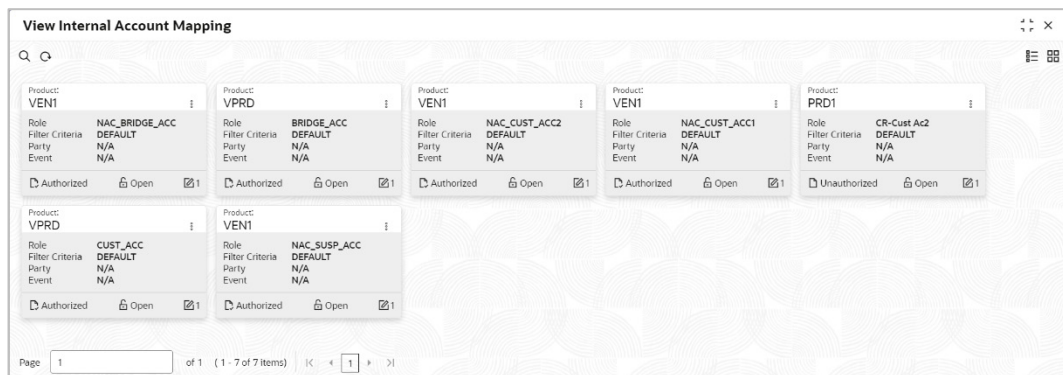 View Internal Account Mapping
Product:
VEN1
Role NAC_BRIDGE_ACC
Filter Criteria DEFAULT
Party N/A
Event N/A
Authorized Open 1
Product:
VPRD
Role BRIDGE_ACC
Filter Criteria DEFAULT
Party N/A
Event N/A
Authorized Open 1
Product:
VEN1
Role NAC_CUST_ACC2
Filter Criteria DEFAULT
Party N/A
Event N/A
Authorized Open 1
Product:
VEN1
Role NAC_CUST_ACC1
Filter Criteria DEFAULT
Party N/A
Event N/A
Authorized Open 1
Product:
PRD1
Role CR-Cust Ac2
Filter Criteria DEFAULT
Party N/A
Event N/A
Unauthorized Open 1
Product:
VPRD
Role CUST_ACC
Filter Criteria DEFAULT
Party N/A
Event N/A
Authorized Open 1
Product:
VEN1
Role NAC_SUSP_ACC
Filter Criteria DEFAULT
Party N/A
Event N/A
Authorized Open 1
Page 1 of 1 (1 - 7 of 7 items) 1